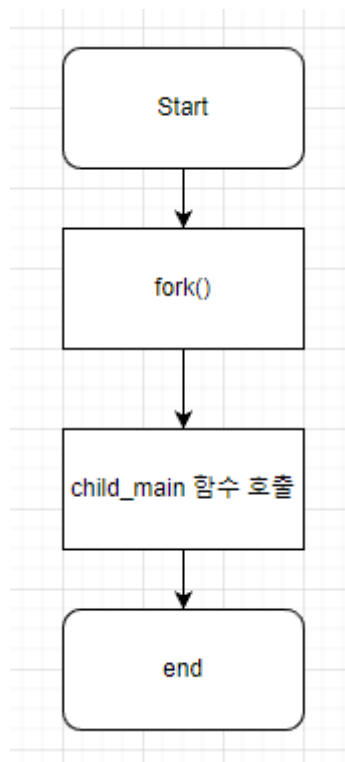 Start
fork()
child_main 함수 호출
end